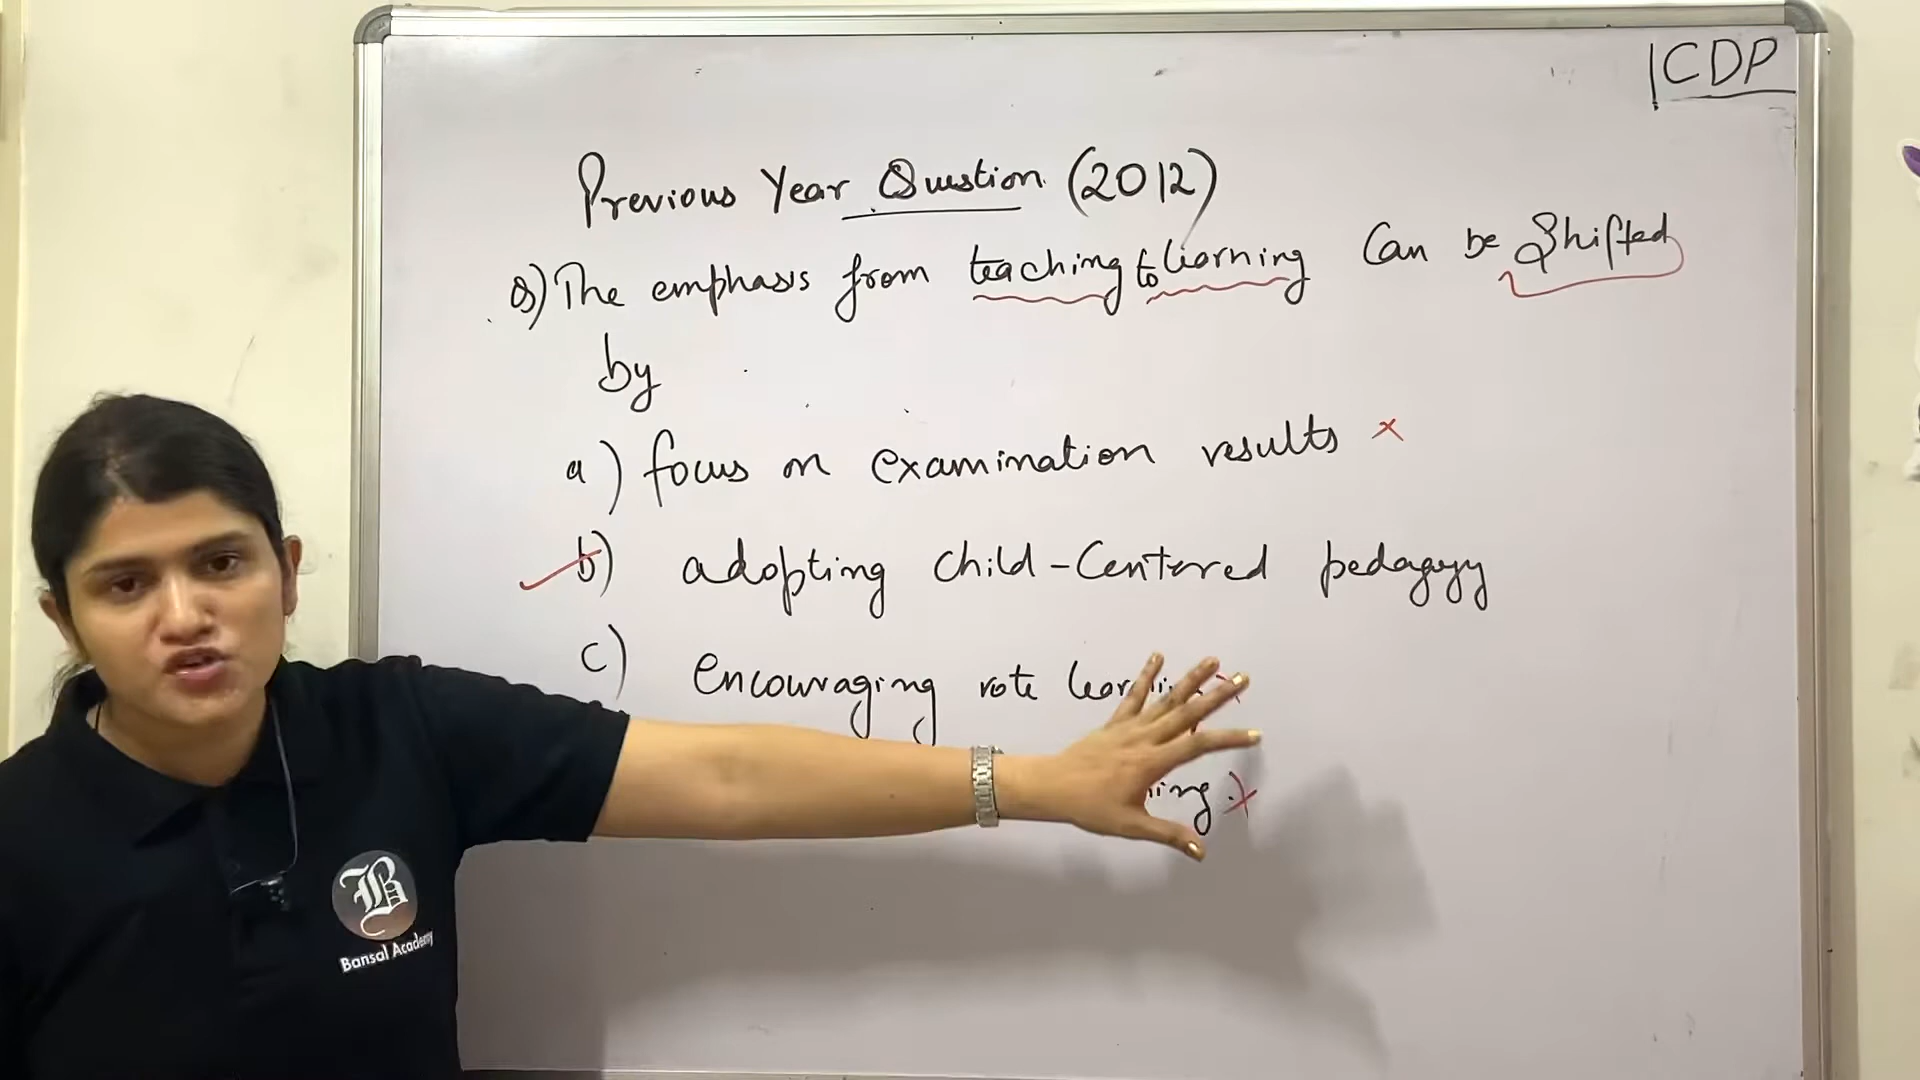 CDP
Previous Year Question (2012)
Q) The emphasis from teaching to learning Can be Shifted
by
a) focus on examination results ×
b) adopting child-Centered pedagogy
c) encouraging rote
B
Bansal Academy